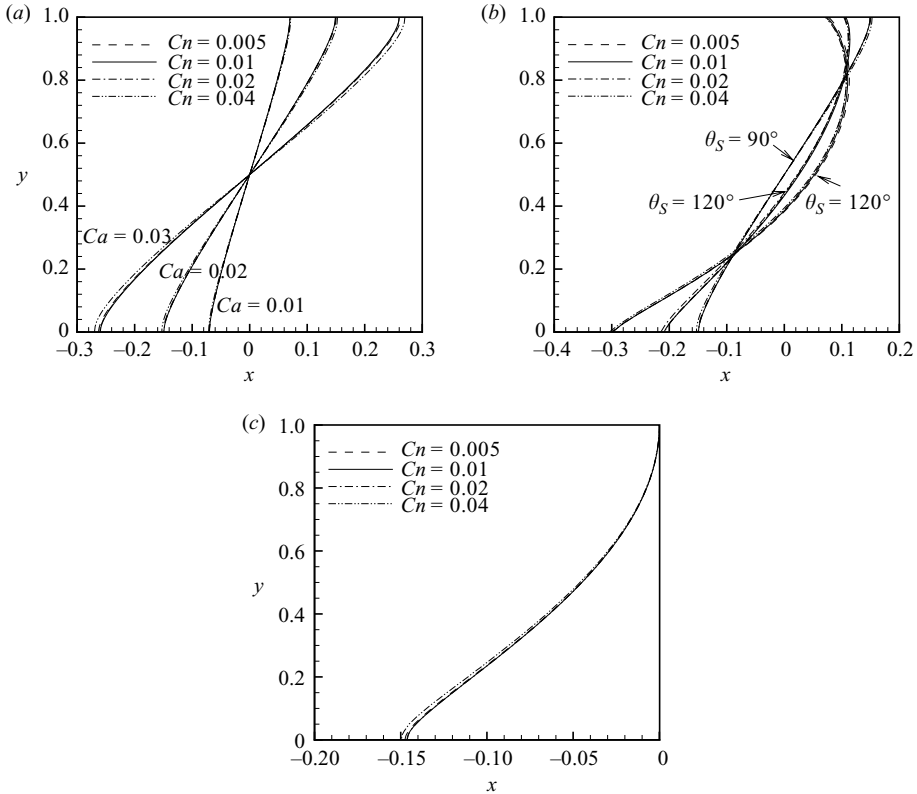 (a)
1.0
0.8
0.6
y
0.4
0.2
0
Cn = 0.005
Cn = 0.01
Cn = 0.02
Cn = 0.04
Ca = 0.03
Ca = 0.02
Ca = 0.01
–0.3 –0.2 –0.1 0 0.1 0.2 0.3
x
(b)
1.0
0.8
0.6
0.4
0.2
0
Cn = 0.005
Cn = 0.01
Cn = 0.02
Cn = 0.04
θS = 90°
θS = 120°
θS = 120°
–0.4 –0.3 –0.2 –0.1 0 0.1 0.2
x
(c)
1.0
0.8
0.6
y
0.4
0.2
0
Cn = 0.005
Cn = 0.01
Cn = 0.02
Cn = 0.04
–0.20 –0.15 –0.10 –0.05 0
x